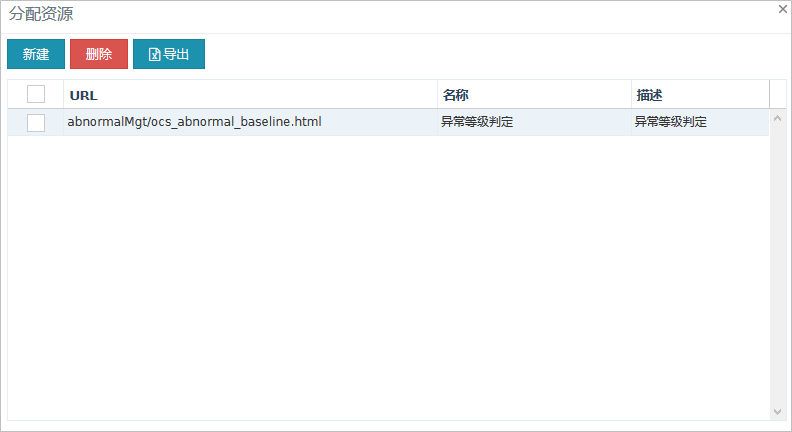 分配资源
新建 删除 导出
URL 名称 描述
abnormalMgt/ocs_abnormal_baseline.html 异常等级判定 异常等级判定